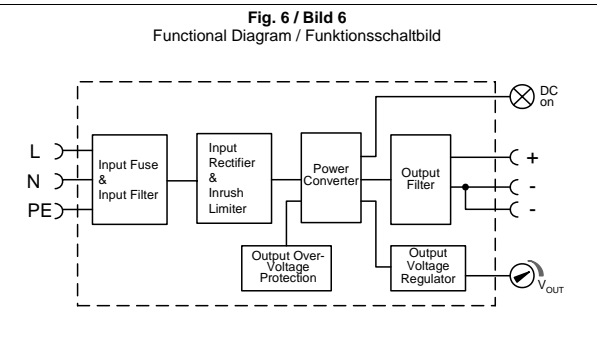 Fig. 6 / Bild 6
Functional Diagram / Funktionsschaltbild
DC
on
L
N
PE
Input Fuse
&
Input Filter
Input
Rectifier
&
Inrush
Limiter
Power
Converter
Output
Filter
+
-
-
Output Over-
Voltage
Protection
Output
Voltage
Regulator
VOUT